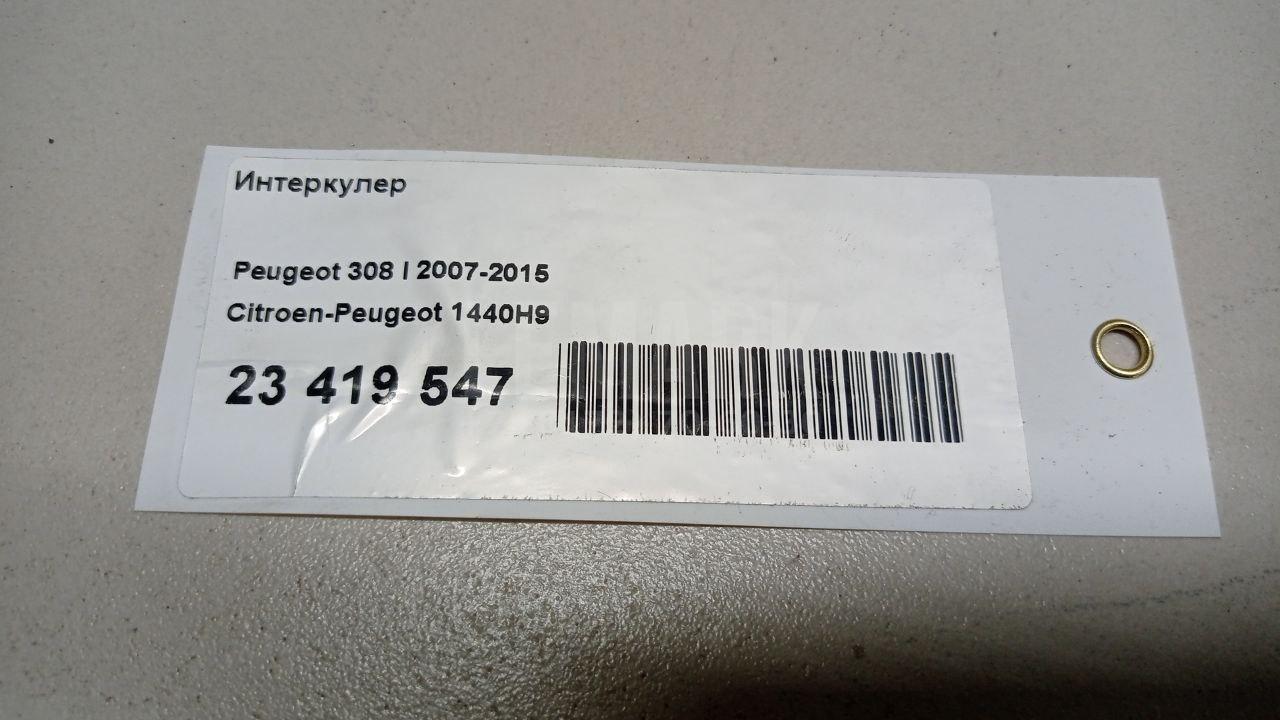 Интеркулер
Peugeot 308 I 2007-2015
Citroen-Peugeot 1440H9
23 419 547